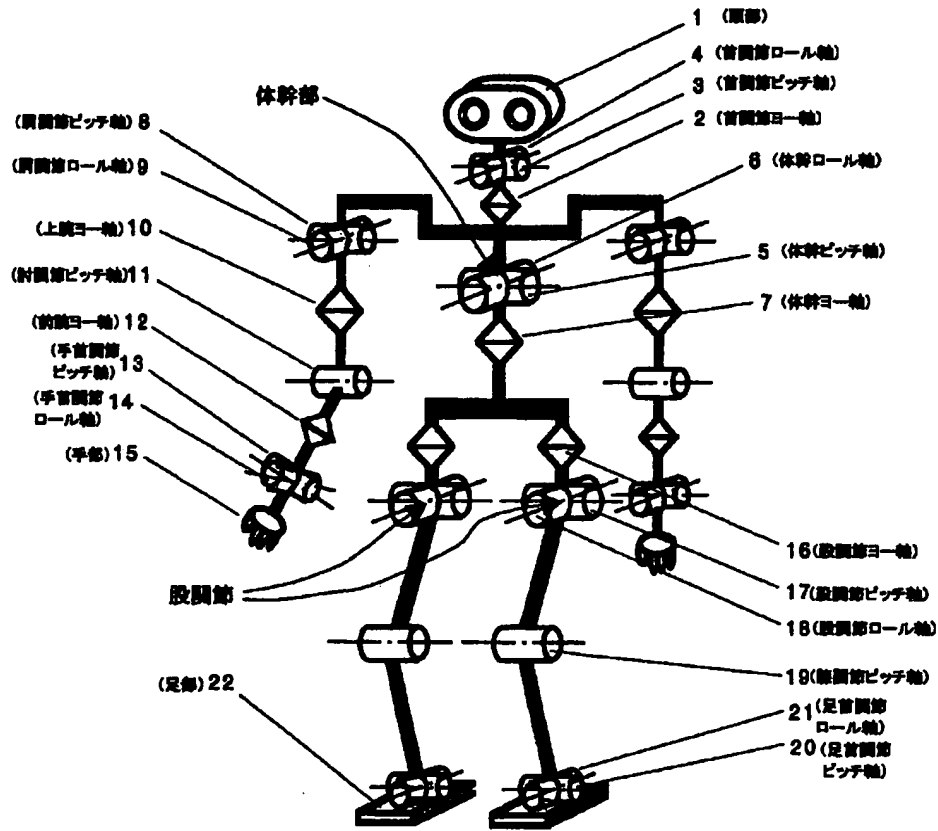 1 (頭部)
4 (首関節ロール軸)
3 (首関節ピッチ軸)
2 (首関節ヨー軸)
体幹部
6 (体幹ロール軸)
5 (体幹ピッチ軸)
7 (体幹ヨー軸)
(肩関節ピッチ軸) 8
(肩関節ロール軸) 9
(上腕ヨー軸) 10
(肘関節ピッチ軸) 11
(前腕ヨー軸) 12
(手首関節
ピッチ軸) 13
(手首関節
ロール軸) 14
(手部) 15
16(股関節ヨー軸)
17(股関節ピッチ軸)
18(股関節ロール軸)
股関節
19(膝関節ピッチ軸)
(足部) 22
21 (足首関節
ロール軸)
20 (足首関節
ピッチ軸)